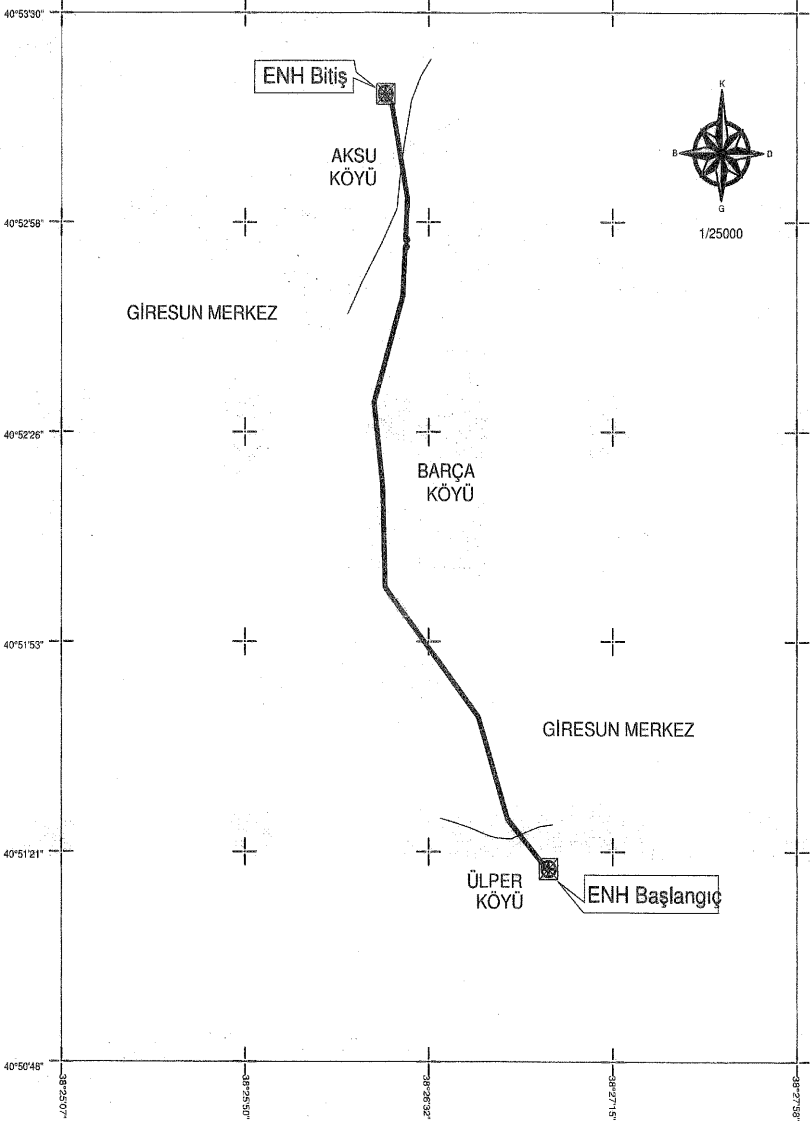 40°53'30"
ENH Bitiş
K
B
D
G
1/25000
AKSU
KÖYÜ
40°52'58"
GİRESUN MERKEZ
40°52'26"
BARÇA
KÖYÜ
40°51'53"
GİRESUN MERKEZ
40°51'21"
ÜLPER
KÖYÜ
ENH Başlangıç
40°50'48"
38°25'07"
38°25'50"
38°26'32"
38°27'15"
38°27'58"